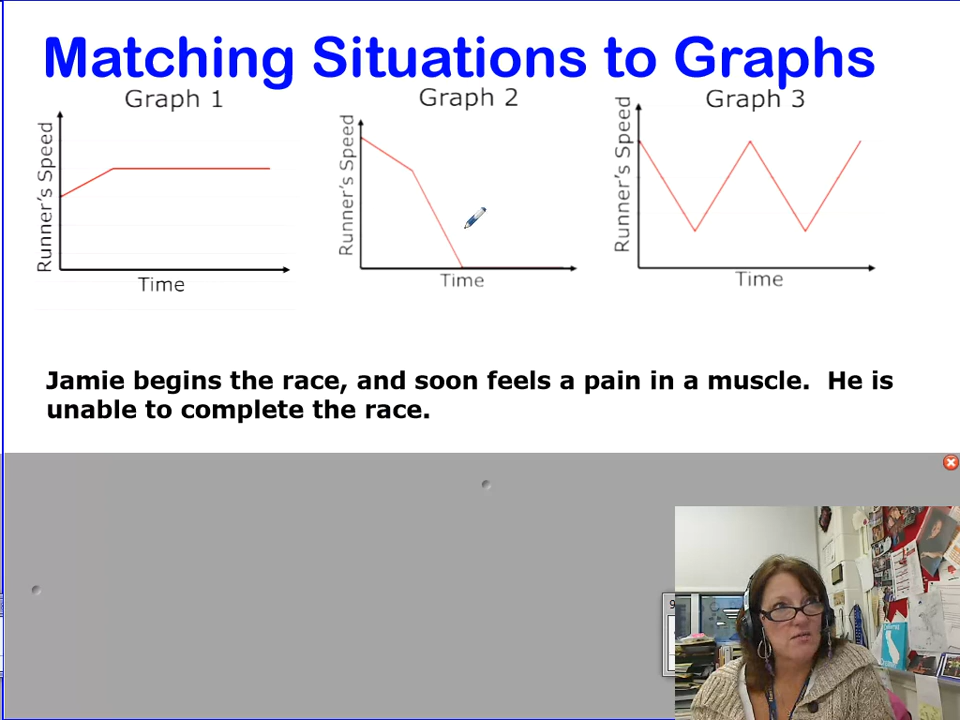 Matching Situations to Graphs
Graph 1
Graph 2
Graph 3
Runner's Speed
Time
Runner's Speed
Time
Runner's Speed
Time
Jamie begins the race, and soon feels a pain in a muscle. He is
unable to complete the race.